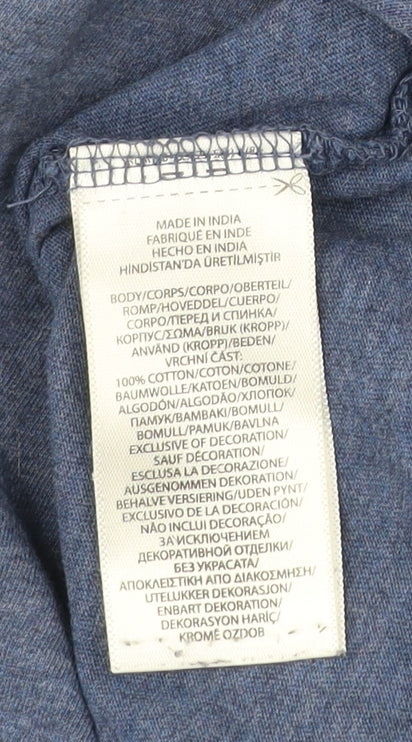 MADE IN INDIA
FABRIQUÉ EN INDE
HECHO EN INDIA
HINDISTAN'DA ÜRETİLMİŞTİR
BODY/CORPS/CORPO/OBERTEIL/
ROMP/HOVEDDEL/CUERPO/
CORPO/ПЕРЕД И СПИНКА/
КОРПУС/ΣΩΜΑ/BRUK (KROPP)/
ANVÄND (KROPP)/BEDEN/
VRCHNÍ ČÁST:
100% COTTON/COTON/COTONE/
BAUMWOLLE/KATOEN/BOMULD/
ALGODÓN/ALGODÃO/ХЛОПОК/
ПАМУК/ΒΑΜΒΑΚΙ/BOMULL/
BOMULL/PAMUK/BAVLNA
EXCLUSIVE OF DECORATION/
SAUF DÉCORATION/
ESCLUSA LA DECORAZIONE/
AUSGENOMMEN DEKORATION/
BEHALVE VERSIERING/UDEN PYNT/
EXCLUSIVO DE LA DECORACIÓN/
NÃO INCLUI DECORAÇÃO/
ЗА ИСКЛЮЧЕНИЕМ
ДЕКОРАТИВНОЙ ОТДЕЛКИ/
БЕЗ УКРАСАТА/
ΑΠΟΚΛΕΙΣΤΙΚΗ ΑΠΟ ΔΙΑΚΟΣΜΗΣΗ/
UTELUKKER DEKORASJON/
ENBART DEKORATION/
DEKORASYON HARİÇ/
KROMĚ OZDOB